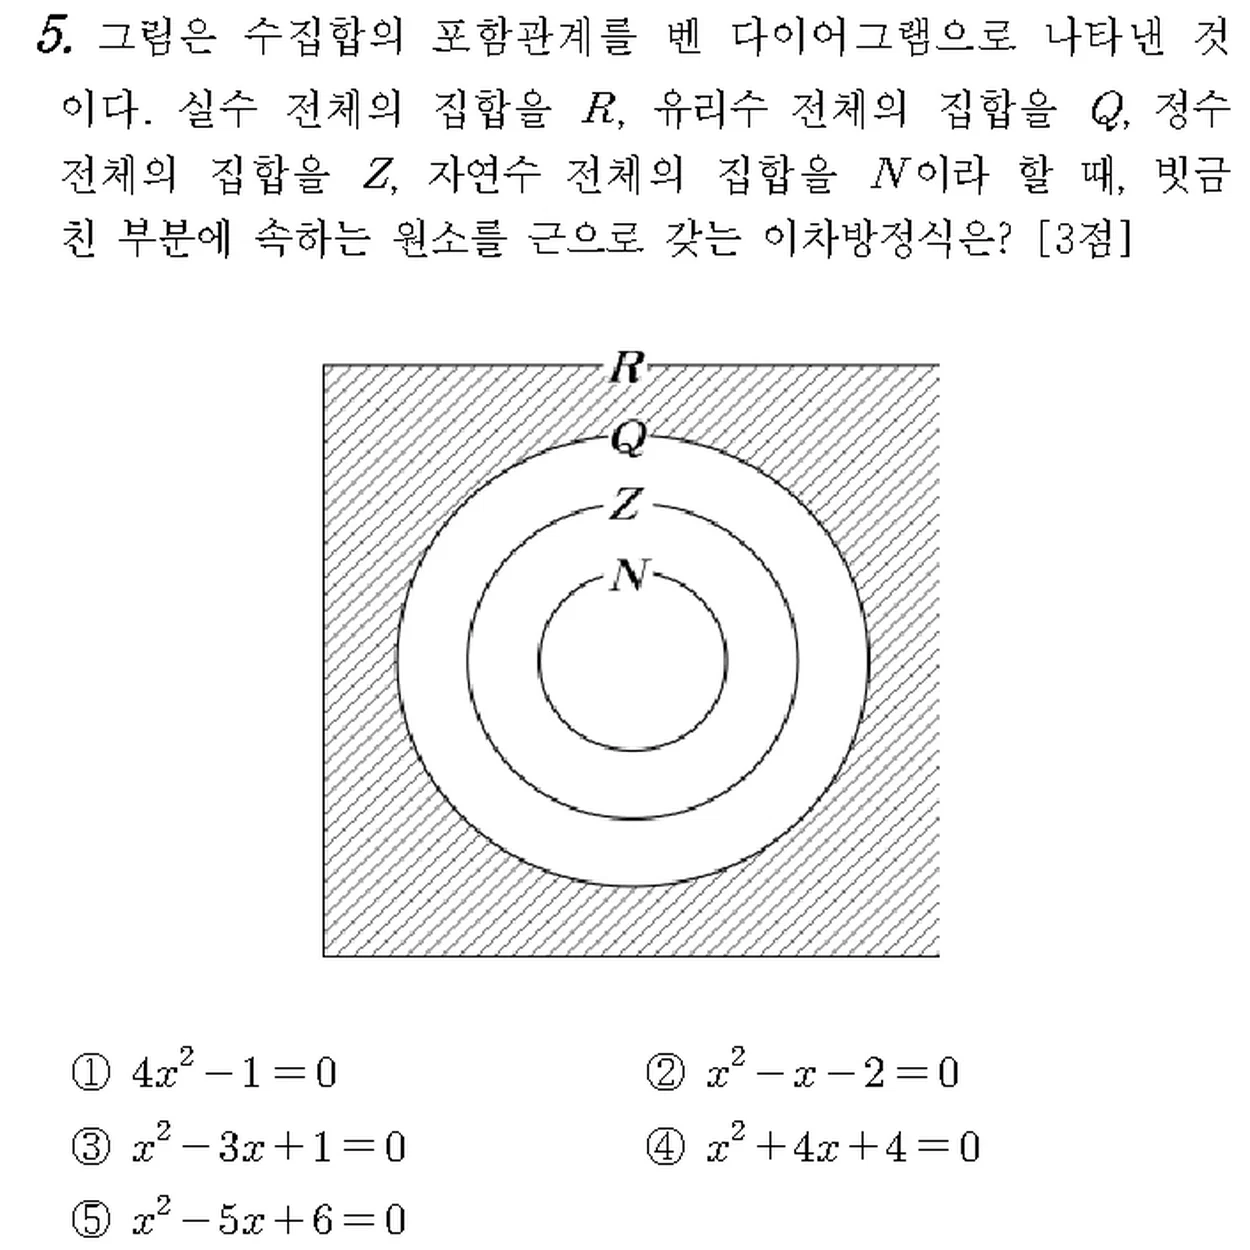 5. 그림은 수집합의 포함관계를 벤 다이어그램으로 나타낸 것
이다. 실수 전체의 집합을 R, 유리수 전체의 집합을 Q, 정수
전체의 집합을 Z, 자연수 전체의 집합을 N이라 할 때, 빗금
친 부분에 속하는 원소를 근으로 갖는 이차방정식은? [3점]
R
Q
Z
N
① 4x² − 1 = 0 ② x² − x − 2 = 0
③ x² − 3x + 1 = 0 ④ x² + 4x + 4 = 0
⑤ x² − 5x + 6 = 0